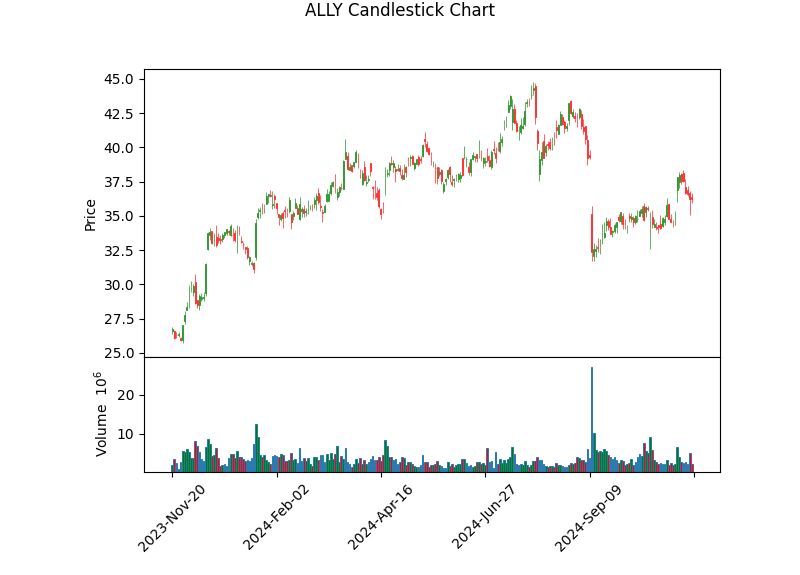 ALLY Candlestick Chart
45.0
42.5
40.0
37.5
35.0
32.5
30.0
27.5
25.0
Price
20
10
Volume 10^6
2023-Nov-20
2024-Feb-02
2024-Apr-16
2024-Jun-27
2024-Sep-09